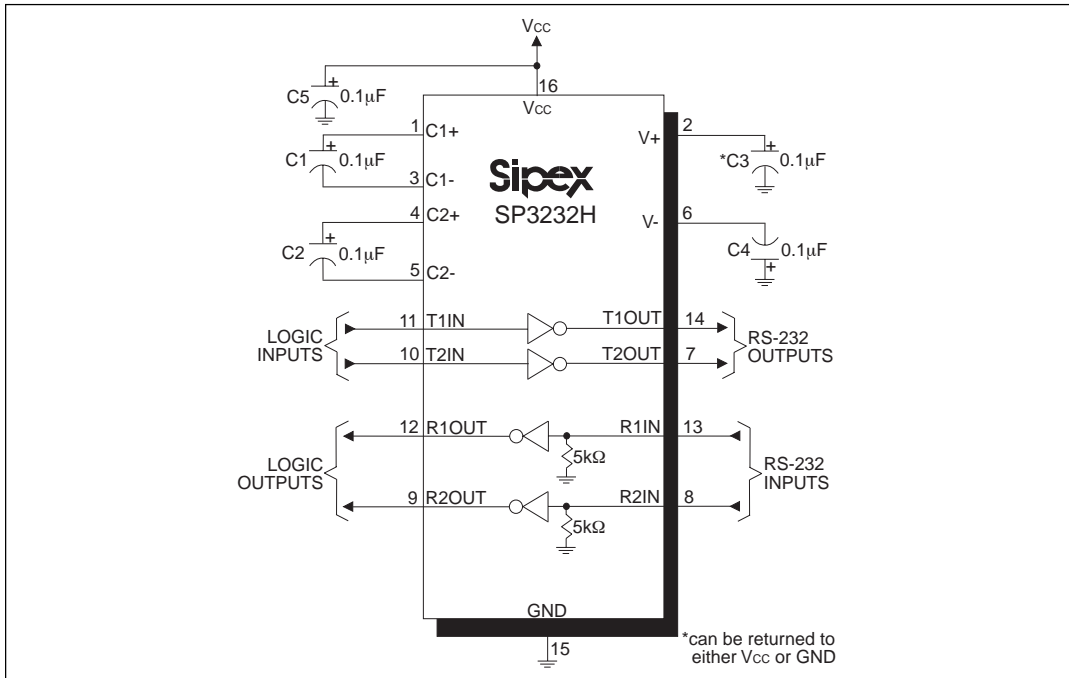 Vcc
C5 + 0.1µF
16
Vcc
1 C1+
C1 + 0.1µF
3 C1-
4 C2+
C2 + 0.1µF
5 C2-
Sipex
SP3232H
V+ 2
*C3 + 0.1µF
V- 6
C4 0.1µF
+
LOGIC
INPUTS
11 T1IN T1OUT 14
10 T2IN T2OUT 7
RS-232
OUTPUTS
LOGIC
OUTPUTS
12 R1OUT R1IN 13
5kΩ
9 R2OUT R2IN 8
5kΩ
RS-232
INPUTS
GND
15
*can be returned to
either Vcc or GND